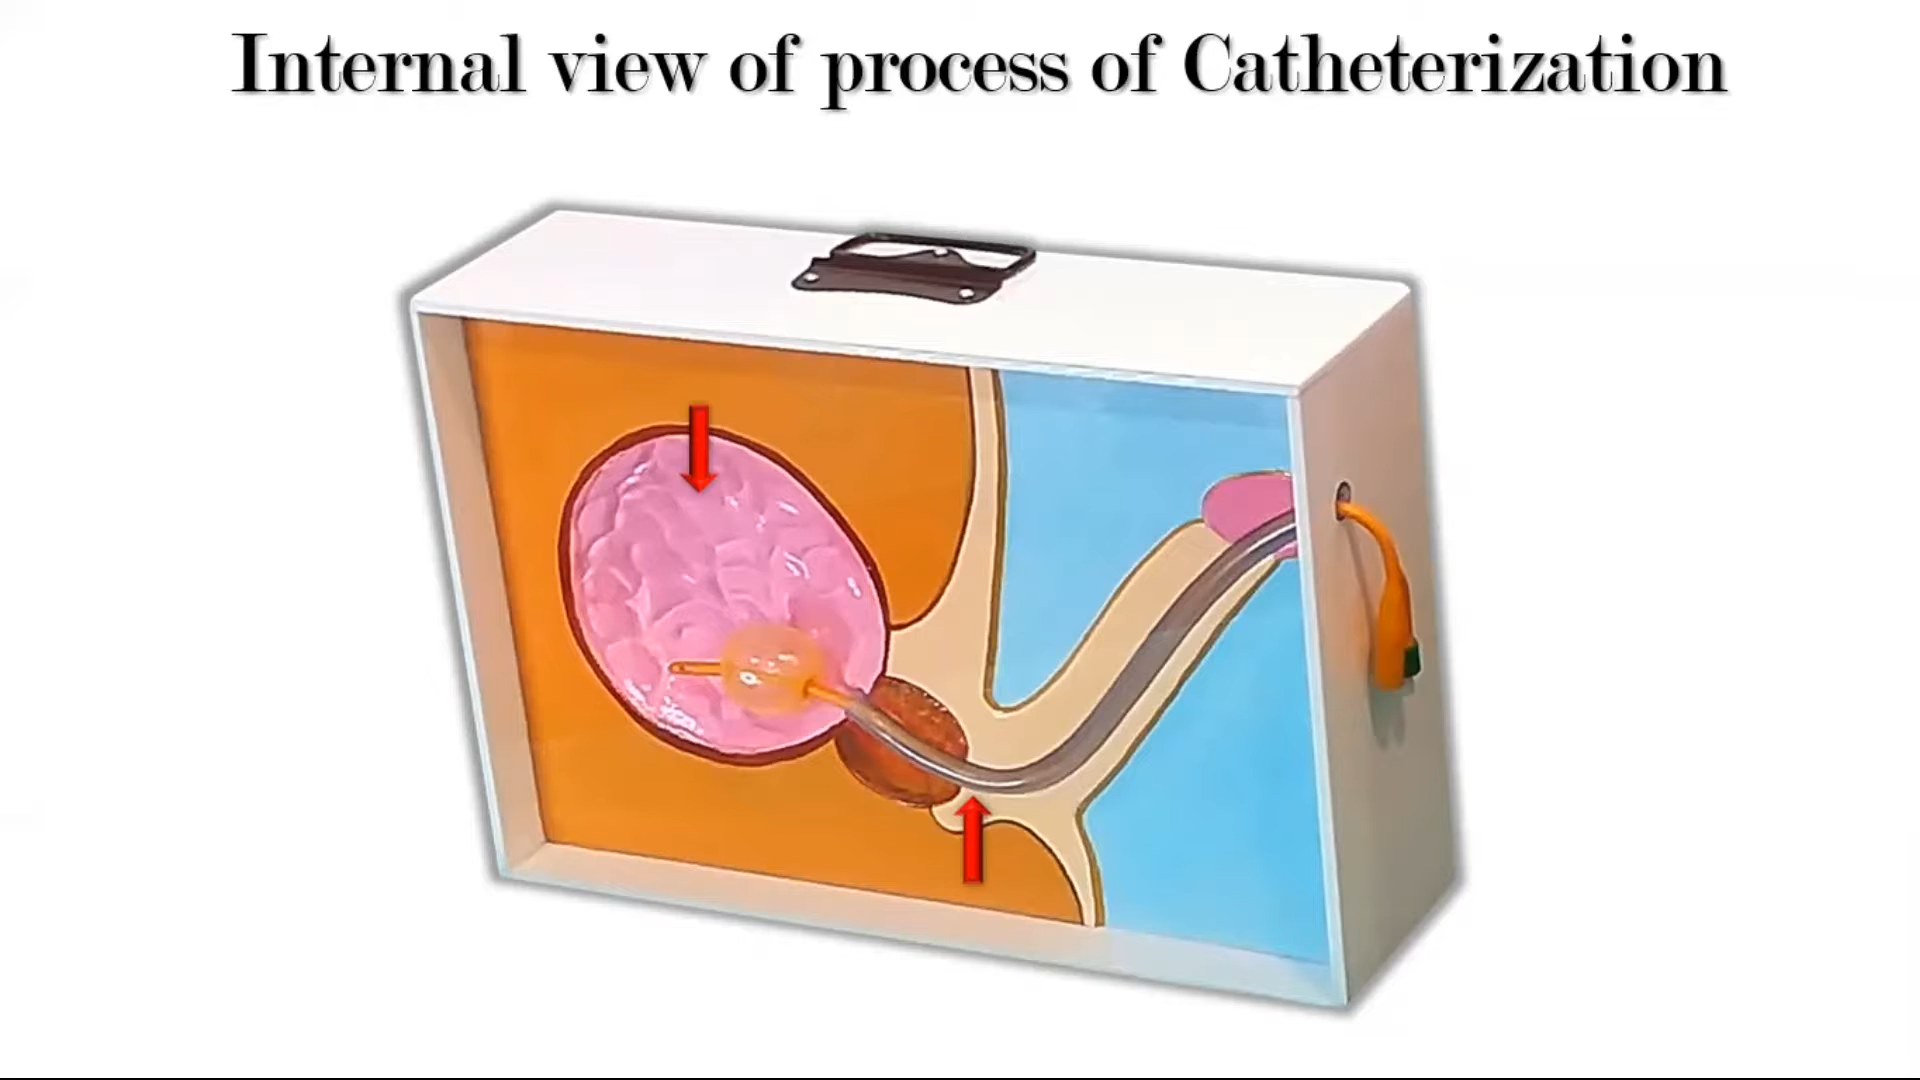 Internal view of process of Catheterization